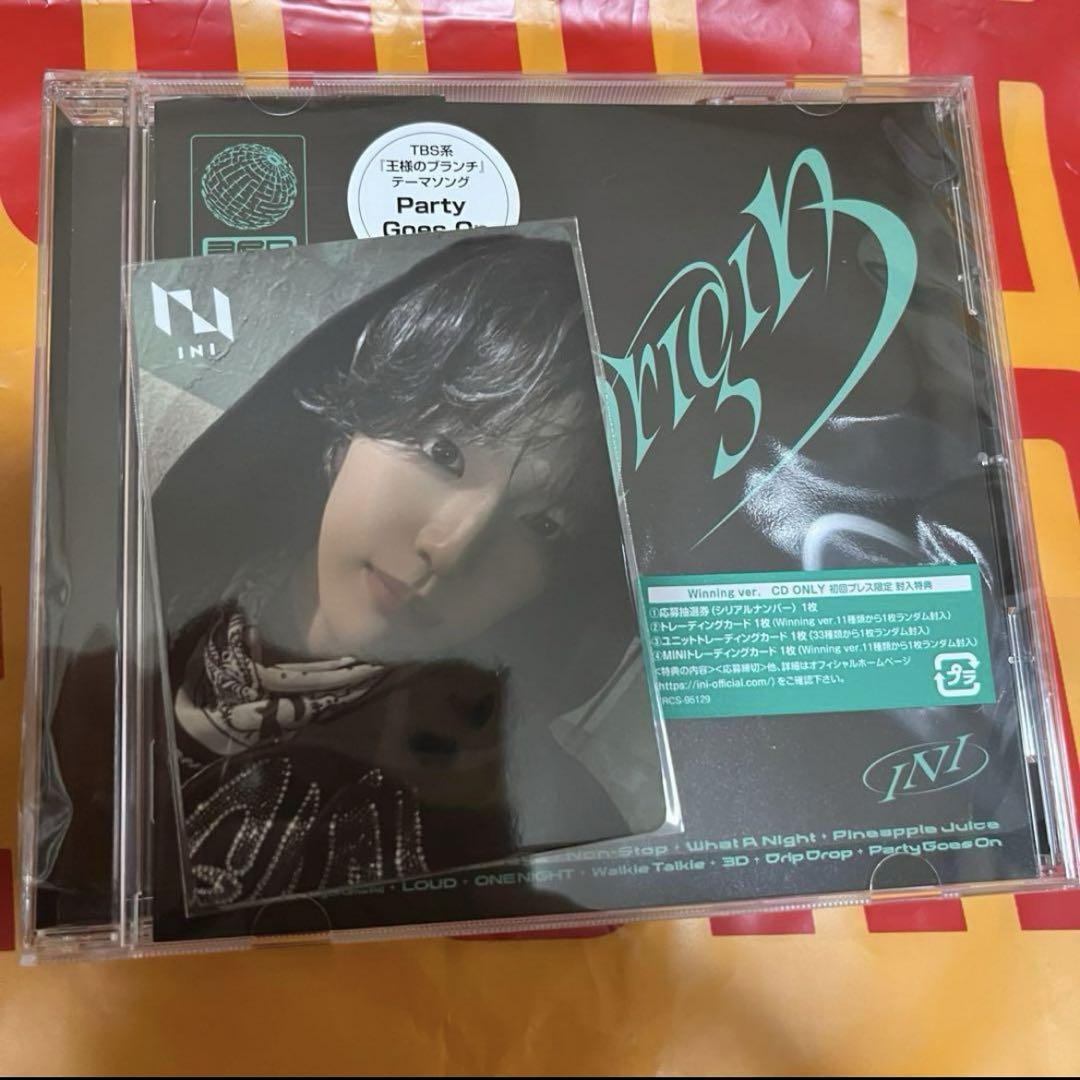 TBS系
『王様のブランチ』
テーマソング
Party
Goes On
INI
Winning ver. CD ONLY 初回プレス限定 封入特典
①応募抽選券(シリアルナンバー) 1枚
②トレーディングカード 1枚(Winning ver.11種類から1枚ランダム封入)
③ユニットトレーディングカード 1枚(33種類から1枚ランダム封入)
④MINIトレーディングカード 1枚(Winning ver.11種類から1枚ランダム封入)
<特典の内容><応募締切>他、詳細はオフィシャルホームページ
(https://ini-official.com/)をご確認下さい。
RCS-95129
プラ
INI
Non-Stop + What A Night + Pineapple Juice
+ LOUD + ONE NIGHT + Walkie Talkie + 3D + Drip Drop + Party Goes On